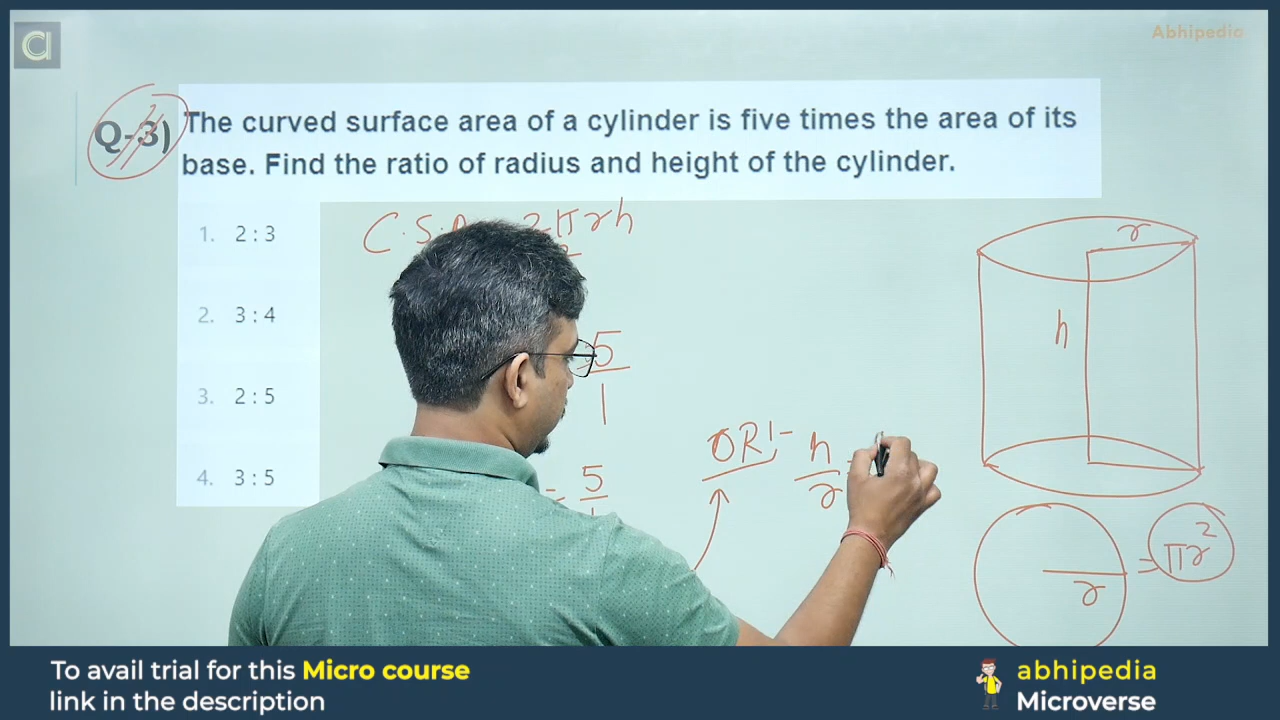 Abhipedia
Q-3) The curved surface area of a cylinder is five times the area of its
base. Find the ratio of radius and height of the cylinder.
1. 2 : 3
2. 3 : 4
3. 2 : 5
4. 3 : 5
C.S.A 2πrh
5
1
= 5
OR!- h
r
r
h
r
= πr²
To avail trial for this Micro course
link in the description
abhipedia
Microverse